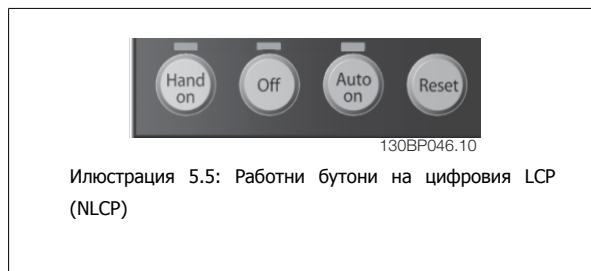 Hand
on
Off
Auto
on
Reset
130BP046.10
Илюстрация 5.5: Работни бутони на цифровия LCP
(NLCP)